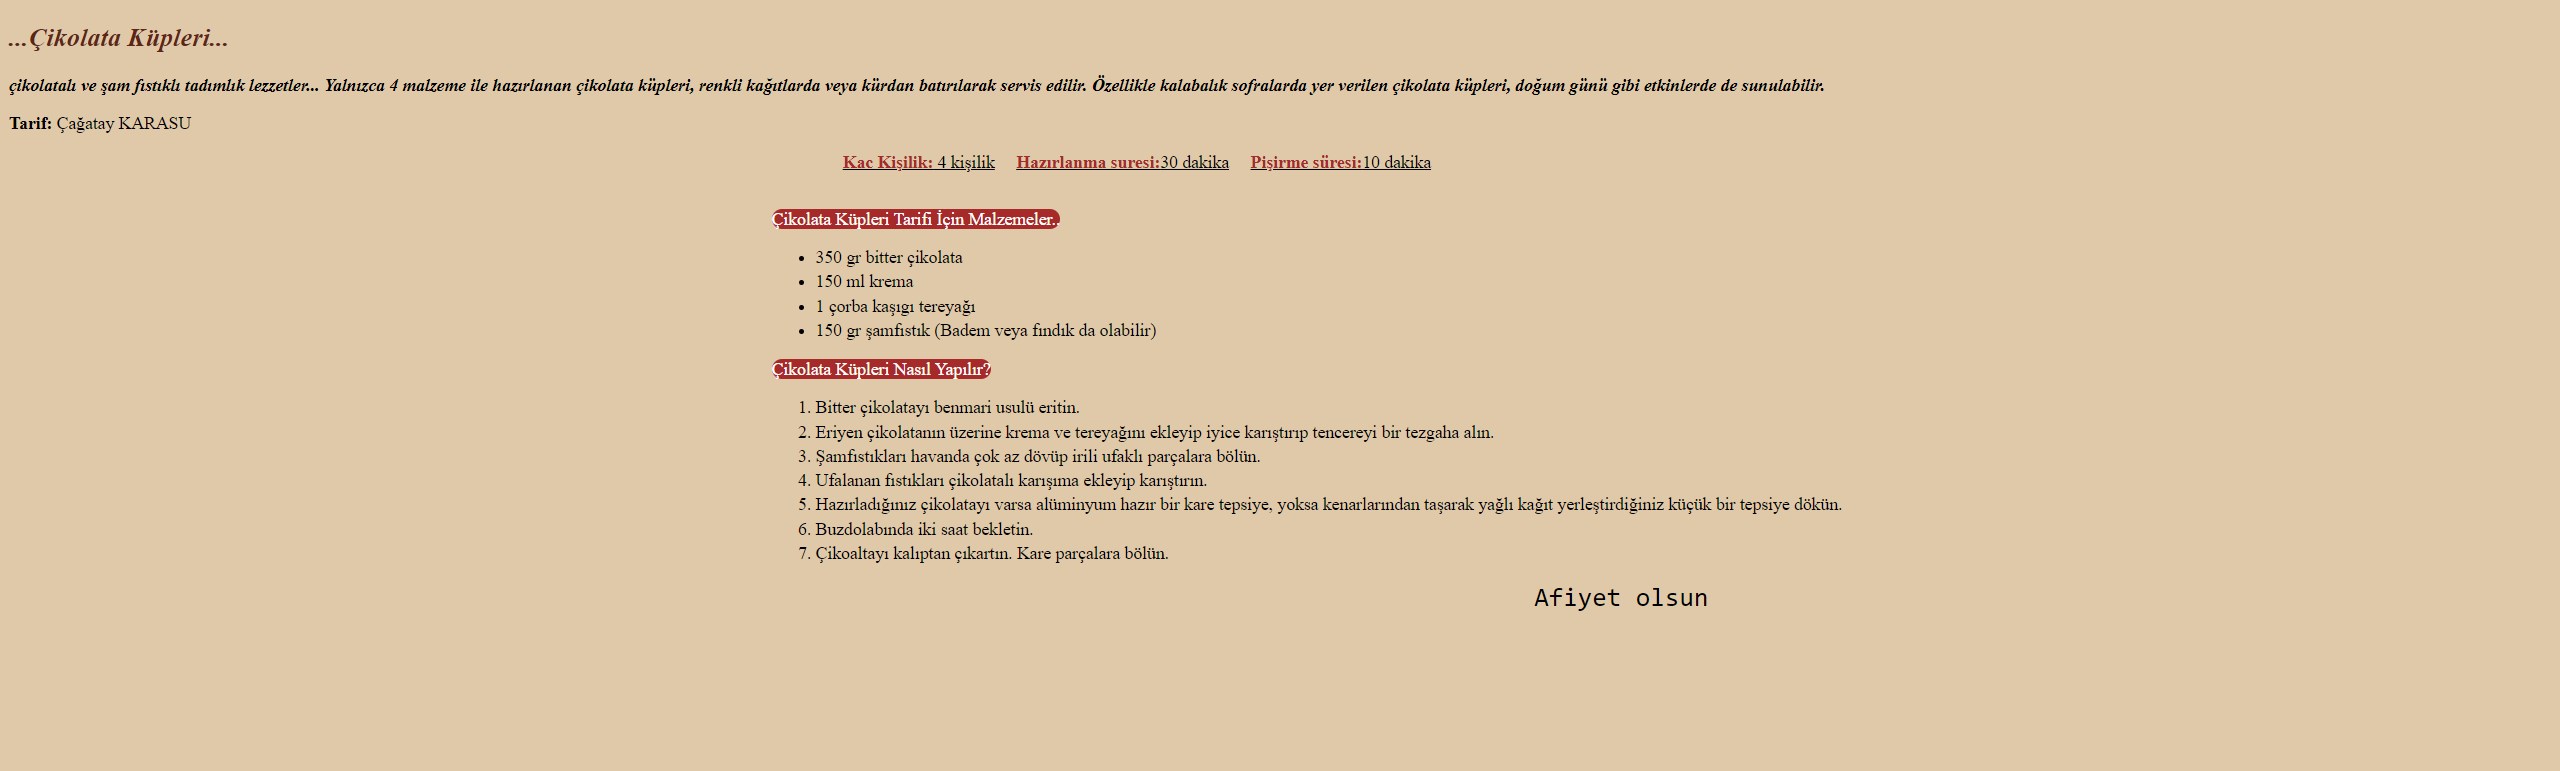 ...Çikolata Küpleri...
çikolatalı ve şam fıstıklı tadımlık lezzetler... Yalnızca 4 malzeme ile hazırlanan çikolata küpleri, renkli kağıtlarda veya kürdan batırılarak servis edilir. Özellikle kalabalık sofralarda yer verilen çikolata küpleri, doğum günü gibi etkinlerde de sunulabilir.
Tarif: Çağatay KARASU
Kac Kişilik: 4 kişilik Hazırlanma suresi:30 dakika Pişirme süresi:10 dakika
Çikolata Küpleri Tarifi İçin Malzemeler..
• 350 gr bitter çikolata
• 150 ml krema
• 1 çorba kaşıgı tereyağı
• 150 gr şamfıstık (Badem veya fındık da olabilir)
Çikolata Küpleri Nasıl Yapılır?
1. Bitter çikolatayı benmari usulü eritin.
2. Eriyen çikolatanın üzerine krema ve tereyağını ekleyip iyice karıştırıp tencereyi bir tezgaha alın.
3. Şamfıstıkları havanda çok az dövüp irili ufaklı parçalara bölün.
4. Ufalanan fıstıkları çikolatalı karışıma ekleyip karıştırın.
5. Hazırladığınız çikolatayı varsa alüminyum hazır bir kare tepsiye, yoksa kenarlarından taşarak yağlı kağıt yerleştirdiğiniz küçük bir tepsiye dökün.
6. Buzdolabında iki saat bekletin.
7. Çikoaltayı kalıptan çıkartın. Kare parçalara bölün.
Afiyet olsun